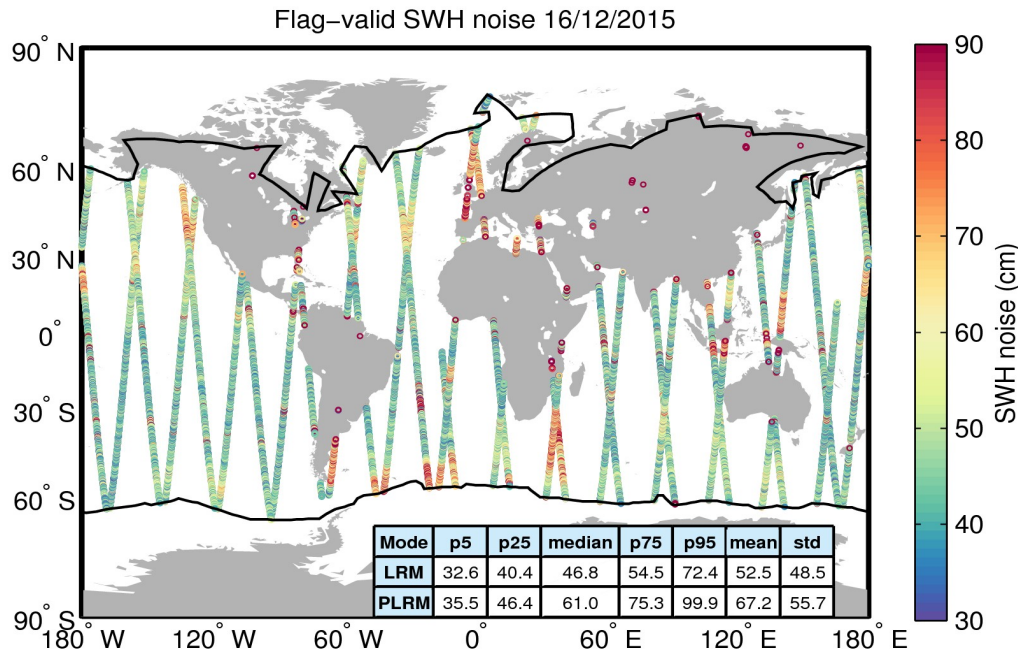 Flag−valid SWH noise 16/12/2015
90° N
60° N
30° N
0°
30° S
60° S
90° S
180° W
120° W
60° W
0°
60° E
120° E
180° E
90
80
70
60
50
40
30
SWH noise (cm)
Mode p5 p25 median p75 p95 mean std
LRM 32.6 40.4 46.8 54.5 72.4 52.5 48.5
PLRM 35.5 46.4 61.0 75.3 99.9 67.2 55.7